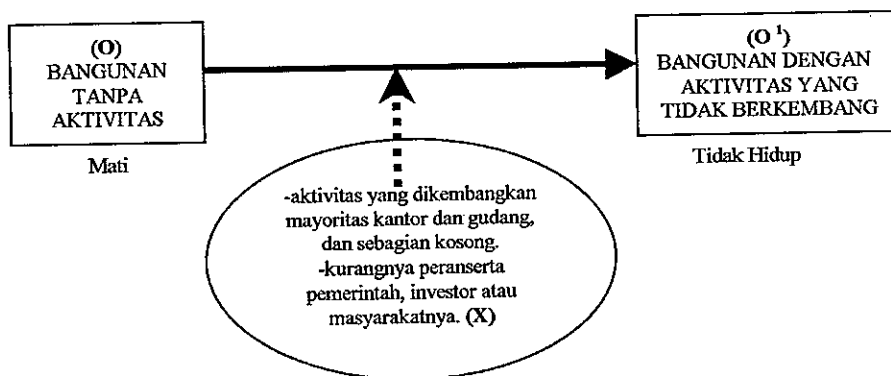 (O)
BANGUNAN
TANPA
AKTIVITAS
Mati
(O ¹)
BANGUNAN DENGAN
AKTIVITAS YANG
TIDAK BERKEMBANG
Tidak Hidup
-aktivitas yang dikembangkan
mayoritas kantor dan gudang,
dan sebagian kosong.
-kurangnya peranserta
pemerintah, investor atau
masyarakatnya. (X)